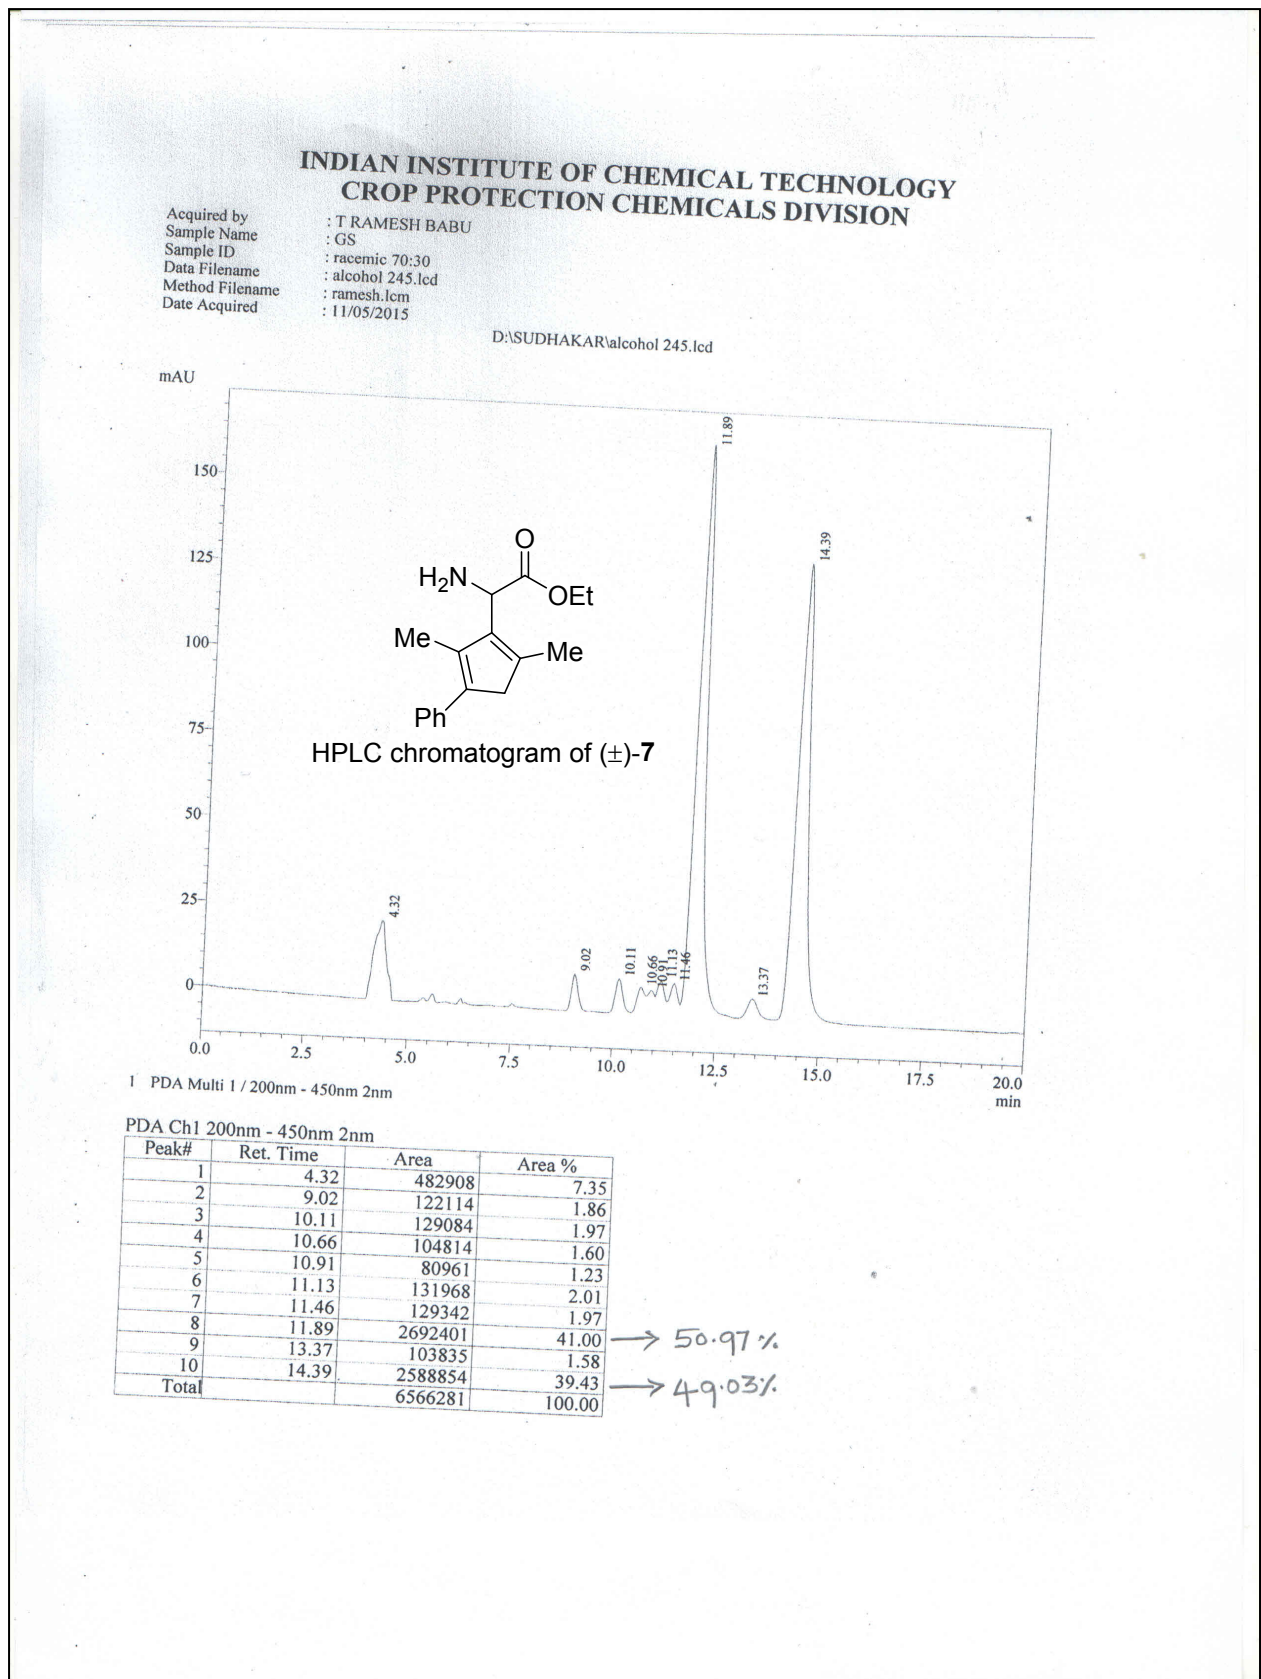 INDIAN INSTITUTE OF CHEMICAL TECHNOLOGY
CROP PROTECTION CHEMICALS DIVISION
Acquired by : T RAMESH BABU
Sample Name : GS
Sample ID : racemic 70:30
Data Filename : alcohol 245.lcd
Method Filename : ramesh.lcm
Date Acquired : 11/05/2015
D:\SUDHAKAR\alcohol 245.lcd
mAU
11.89
150
14.39
125
O
H2N
OEt
100
Me
Me
75
Ph
HPLC chromatogram of (±)-7
50
25
4.32
9.02
10.11
10.66
10.91
11.13
11.46
13.37
0
0.0 2.5 5.0 7.5 10.0 12.5 15.0 17.5 20.0
min
1 PDA Multi 1 / 200nm - 450nm 2nm
PDA Ch1 200nm - 450nm 2nm
Peak# Ret. Time Area Area %
1 4.32 482908 7.35
2 9.02 122114 1.86
3 10.11 129084 1.97
4 10.66 104814 1.60
5 10.91 80961 1.23
6 11.13 131968 2.01
7 11.46 129342 1.97
8 11.89 2692401 41.00 → 50.97 %
9 13.37 103835 1.58
10 14.39 2588854 39.43 → 49.03%
Total 6566281 100.00